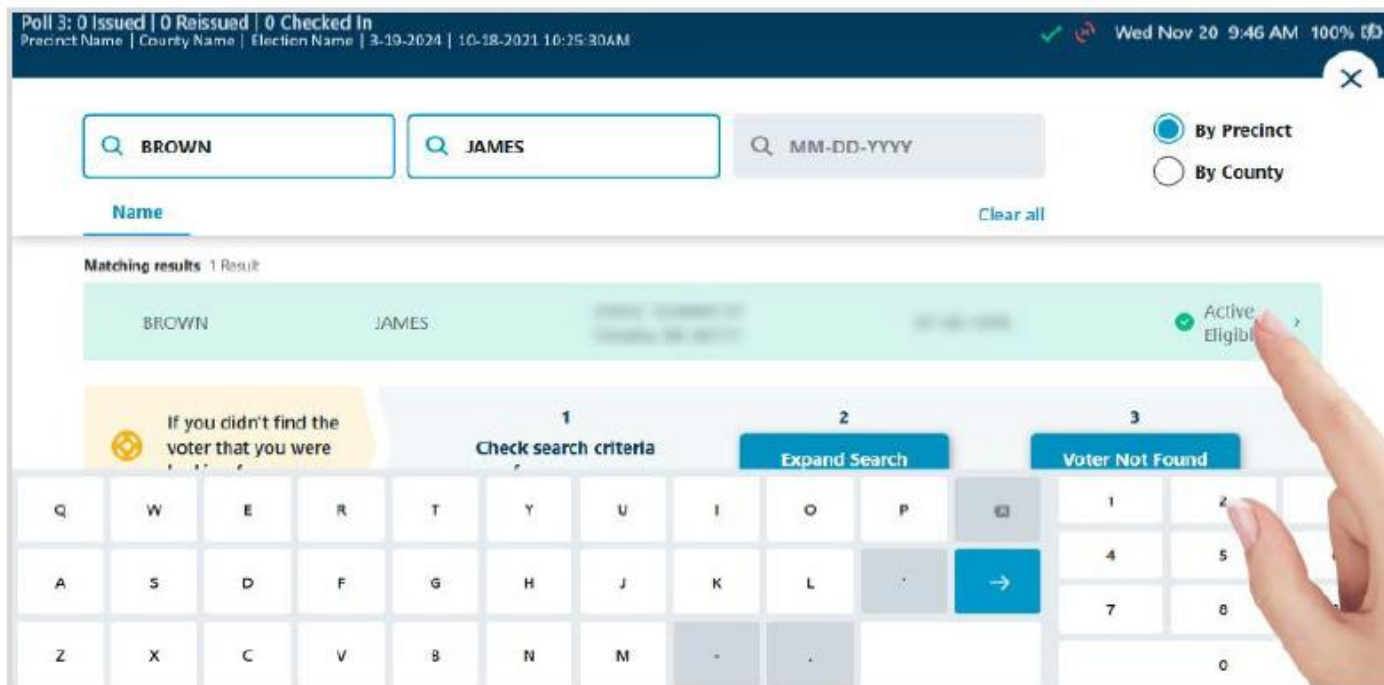 Poll 3: 0 Issued | 0 Reissued | 0 Checked In
Precinct Name | County Name | Election Name | 3-19-2024 | 10-18-2021 10:25:30AM
Wed Nov 20 9:46 AM 100%
BROWN JAMES MM-DD-YYYY
By Precinct
By County
Name Clear all
Matching results 1 Result
BROWN JAMES Active
If you didn't find the
voter that you were
1
Check search criteria
2
Expand Search
3
Voter Not Found
Q W E R T Y U I O P 1 2
A S D F G H J K L ' → 4 5
7 8
Z X C V B N M - . 0